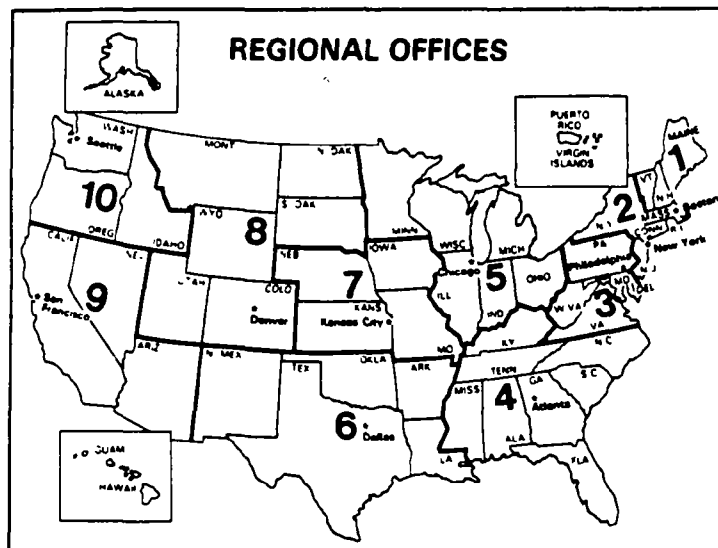 REGIONAL OFFICES
ALASKA
PUERTO
RICO
VIRGIN
ISLANDS
WASH
Seattle
MONT
N DAK
MAINE
1
VT
N H
10
OREG
IDAHO
WYO
8
S DAK
MINN
WISC
MICH
2
N Y
MASS
Boston
CONN
R I
New York
CALIF
NEV
UTAH
COLO
Denver
NEB
IOWA
7
KANS
Kansas City
MO
Chicago
5
ILL
IND
OHIO
PA
Philadelphia
N J
MD
DEL
W VA
3
VA
9
San
Francisco
ARIZ
N MEX
TEX
OKLA
ARK
KY
TENN
N C
S C
MISS
4
ALA
GA
Atlanta
6
Dallas
LA
FLA
GUAM
HAWAII